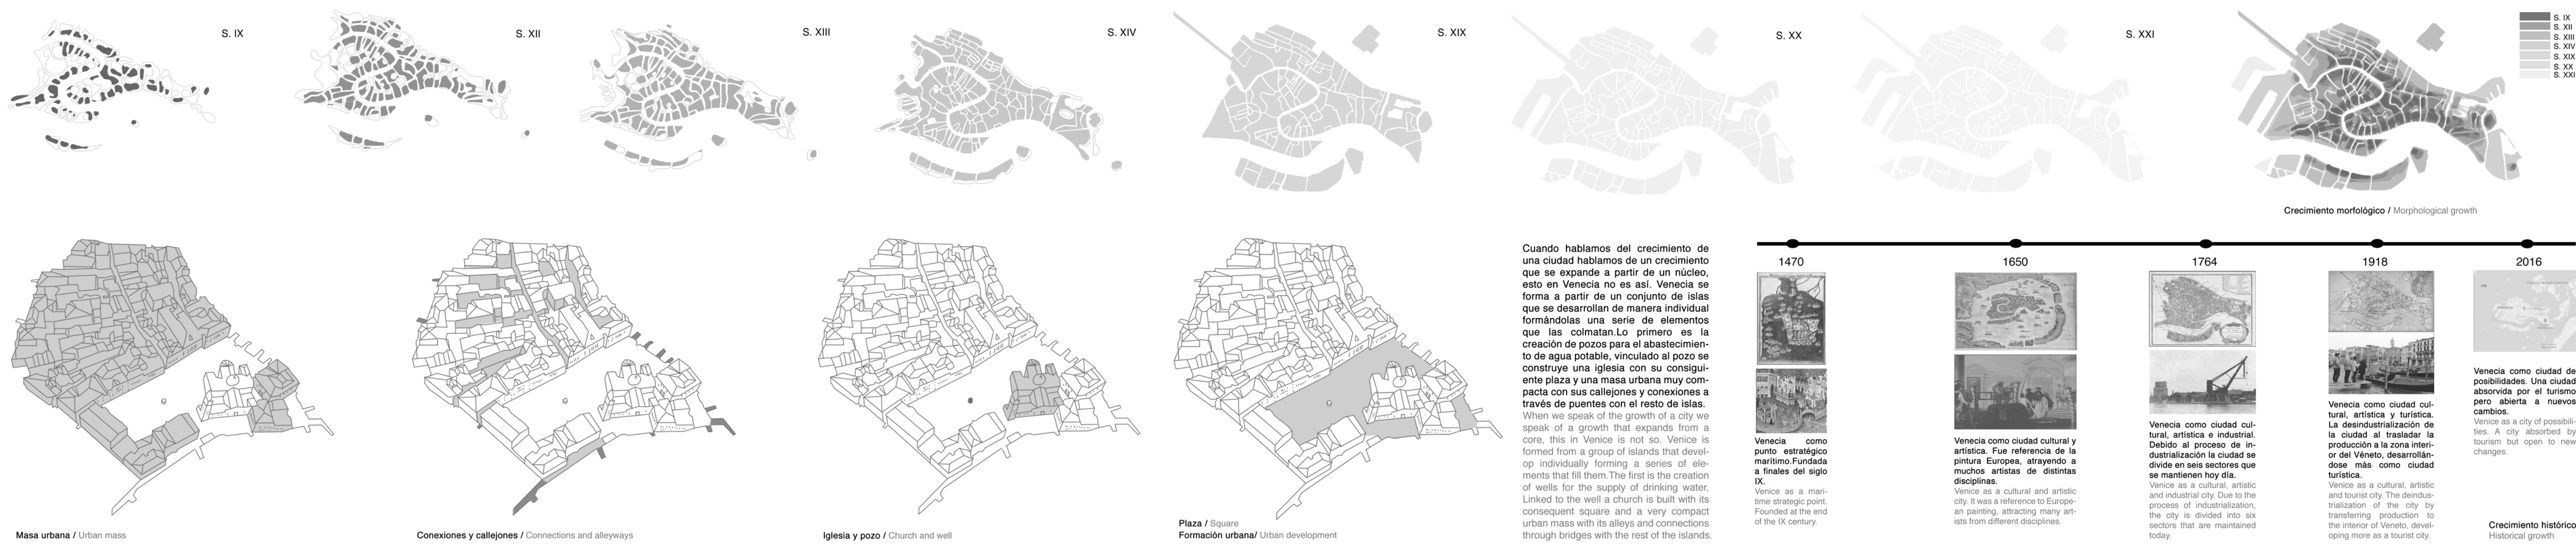 S. IX
S. XII
S. XIII
S. XIV
S. XIX
S. XX
S. XXI
S. IX
S. XII
S. XIII
S. XIV
S. XIX
S. XX
S. XXI
Crecimiento morfológico / Morphological growth
Masa urbana / Urban mass
Conexiones y callejones / Connections and alleyways
Iglesia y pozo / Church and well
Plaza / Square
Formación urbana/ Urban development
Cuando hablamos del crecimiento de
una ciudad hablamos de un crecimiento
que se expande a partir de un núcleo,
esto en Venecia no es así. Venecia se
forma a partir de un conjunto de islas
que se desarrollan de manera individual
formándolas una serie de elementos
que las colmatan.Lo primero es la
creación de pozos para el abastecimien-
to de agua potable, vinculado al pozo se
construye una iglesia con su consigui-
ente plaza y una masa urbana muy com-
pacta con sus callejones y conexiones a
través de puentes con el resto de islas.
When we speak of the growth of a city we
speak of a growth that expands from a
core, this in Venice is not so. Venice is
formed from a group of islands that devel-
op individually forming a series of ele-
ments that fill them.The first is the creation
of wells for the supply of drinking water,
Linked to the well a church is built with its
consequent square and a very compact
urban mass with its alleys and connections
through bridges with the rest of the islands.
1470
Venecia como
punto estratégico
marítimo.Fundada
a finales del siglo
IX.
Venice as a mari-
time strategic point.
Founded at the end
of the IX century.
1650
Venecia como ciudad cultural y
artística. Fue referencia de la
pintura Europea, atrayendo a
muchos artistas de distintas
disciplinas.
Venice as a cultural and artistic
city. It was a reference to Europe-
an painting, attracting many art-
ists from different disciplines.
1764
Venecia como ciudad cul-
tural, artística e industrial.
Debido al proceso de in-
dustrialización la ciudad se
divide en seis sectores que
se mantienen hoy día.
Venice as a cultural, artistic
and industrial city. Due to the
process of industrialization,
the city is divided into six
sectors that are maintained
today.
1918
Venecia como ciudad cul-
tural, artística y turística.
La desindustrialización de
la ciudad al trasladar la
producción a la zona interi-
or del Véneto, desarrollán-
dose más como ciudad
turística.
Venice as a cultural, artistic
and tourist city. The deindus-
trialization of the city by
transferring production to
the interior of Veneto, devel-
oping more as a tourist city.
2016
Venecia como ciudad de
posibilidades. Una ciudad
absorvida por el turismo
pero abierta a nuevos
cambios.
Venice as a city of possibili-
ties. A city absorbed by
tourism but open to new
changes.
Crecimiento histórico
Historical growth